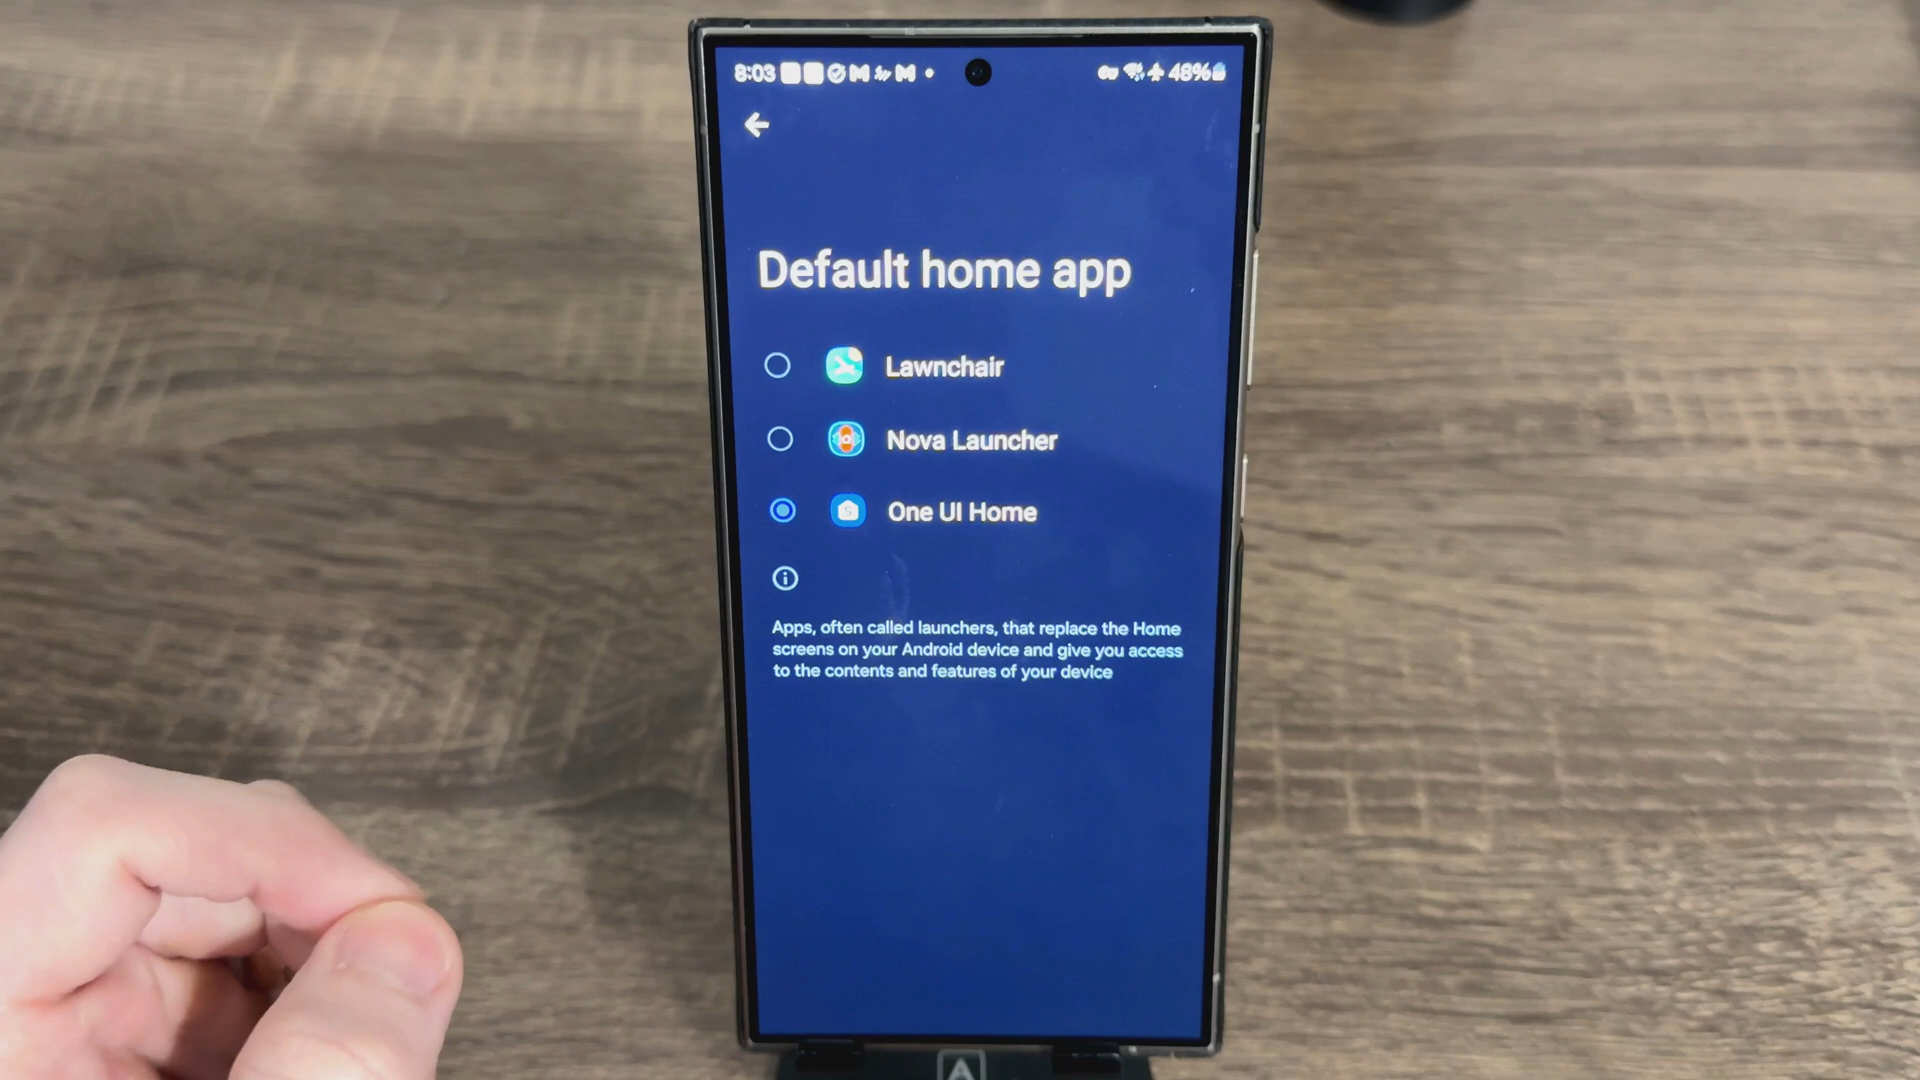 8:03 48%
Default home app
Lawnchair
Nova Launcher
One UI Home
Apps, often called launchers, that replace the Home
screens on your Android device and give you access
to the contents and features of your device